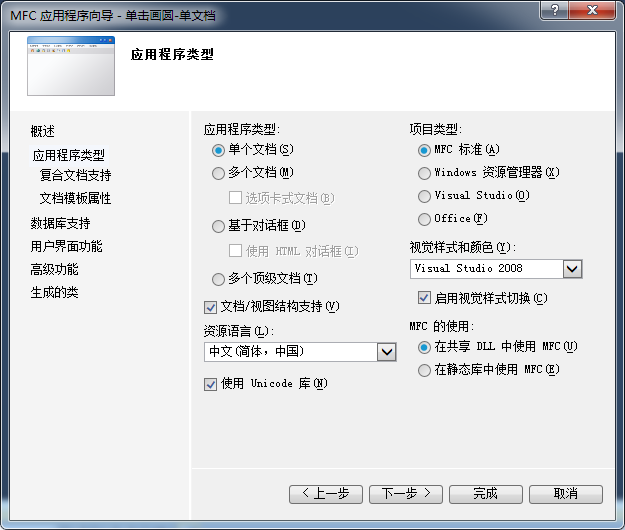 MFC 应用程序向导 - 单击画圆-单文档
应用程序类型
概述
应用程序类型
复合文档支持
文档模板属性
数据库支持
用户界面功能
高级功能
生成的类
应用程序类型:
单个文档(S)
多个文档(M)
选项卡式文档(B)
基于对话框(D)
使用 HTML 对话框(I)
多个顶级文档(T)
文档/视图结构支持(V)
资源语言(L):
中文(简体，中国)
使用 Unicode 库(N)
项目类型:
MFC 标准(A)
Windows 资源管理器(X)
Visual Studio(O)
Office(F)
视觉样式和颜色(Y):
Visual Studio 2008
启用视觉样式切换(C)
MFC 的使用:
在共享 DLL 中使用 MFC(U)
在静态库中使用 MFC(E)
< 上一步
下一步 >
完成
取消